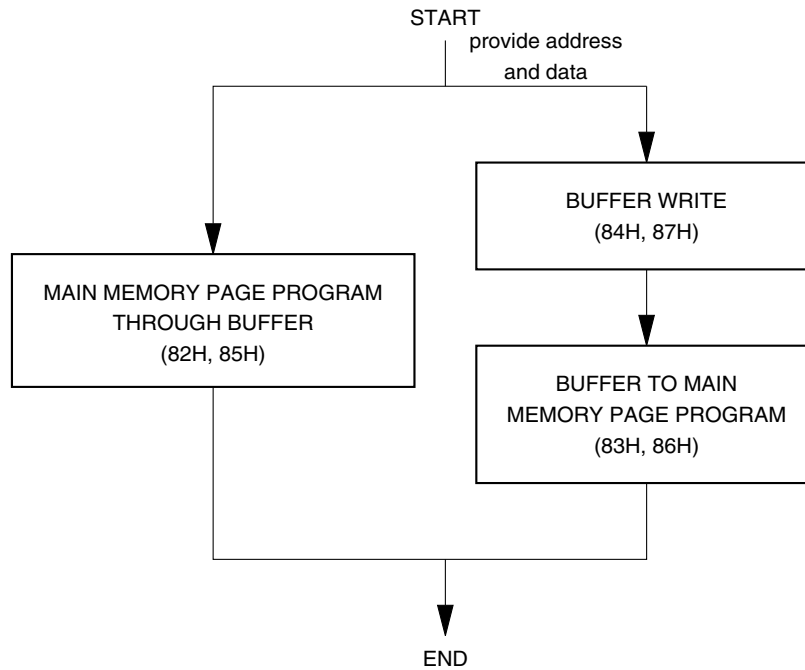 START
provide address
and data
BUFFER WRITE
(84H, 87H)
MAIN MEMORY PAGE PROGRAM
THROUGH BUFFER
(82H, 85H)
BUFFER TO MAIN
MEMORY PAGE PROGRAM
(83H, 86H)
END